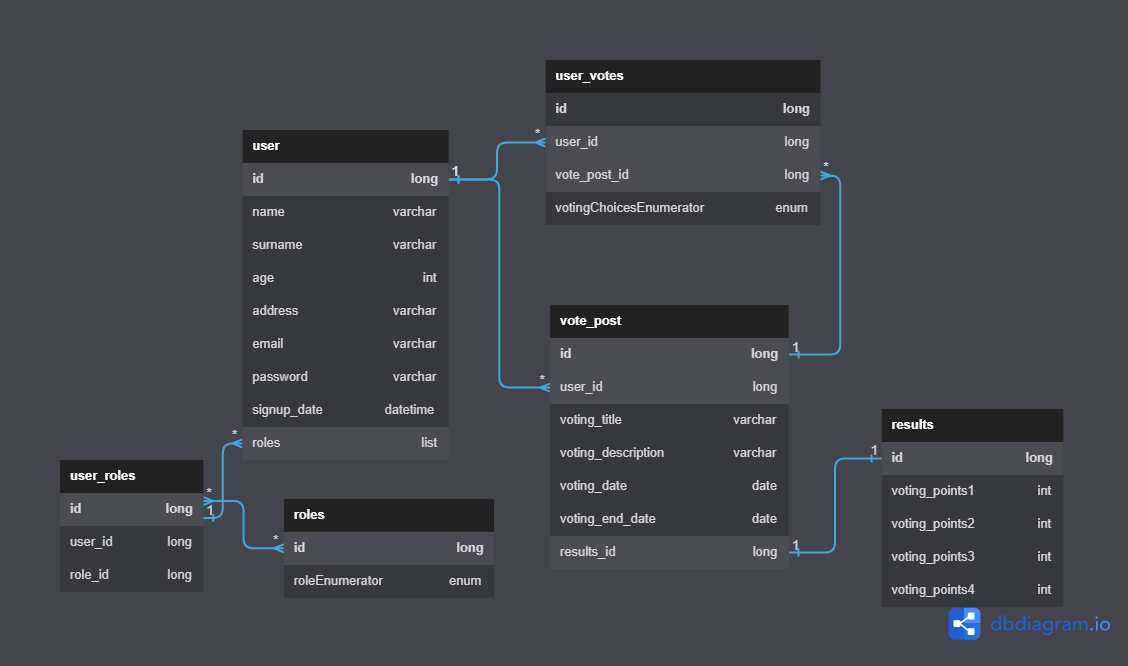 user_votes
id long
user_id long
vote_post_id long
votingChoicesEnumerator enum
* *
user
id long
name varchar
surname varchar
age int
address varchar
email varchar
password varchar
signup_date datetime
roles list
1 *
vote_post
id long
user_id long
voting_title varchar
voting_description varchar
voting_date date
voting_end_date date
results_id long
* 1 1
results
id long
voting_points1 int
voting_points2 int
voting_points3 int
voting_points4 int
1
user_roles
id long
user_id long
role_id long
* 1
roles
id long
roleEnumerator enum
*
dbdiagram.io